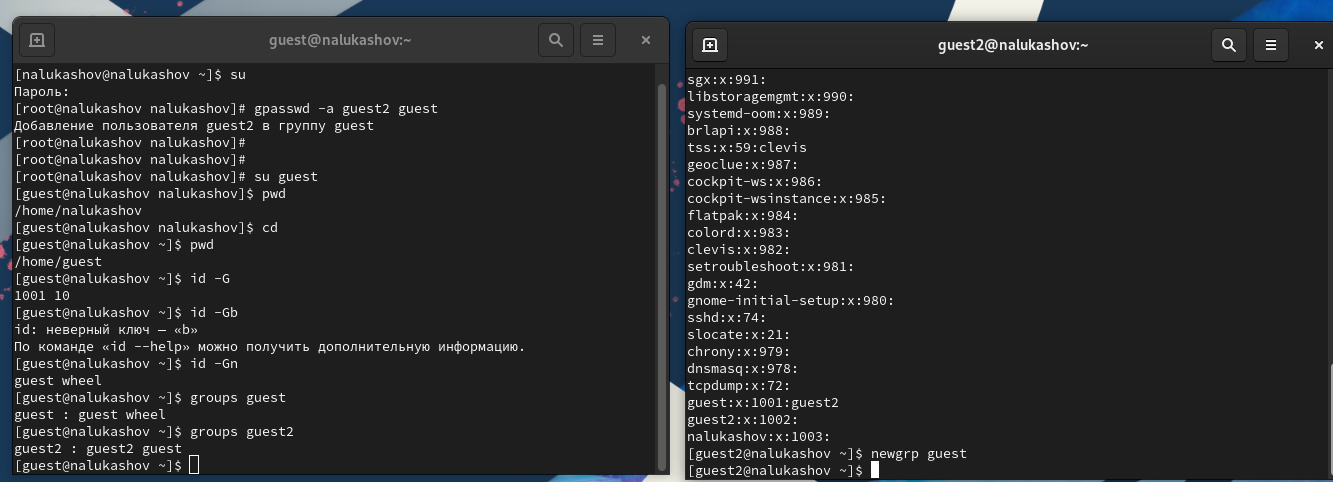 guest@nalukashov:~
[nalukashov@nalukashov ~]$ su
Пароль:
[root@nalukashov nalukashov]# gpasswd -a guest2 guest
Добавление пользователя guest2 в группу guest
[root@nalukashov nalukashov]#
[root@nalukashov nalukashov]#
[root@nalukashov nalukashov]# su guest
[guest@nalukashov nalukashov]$ pwd
/home/nalukashov
[guest@nalukashov nalukashov]$ cd
[guest@nalukashov ~]$ pwd
/home/guest
[guest@nalukashov ~]$ id -G
1001 10
[guest@nalukashov ~]$ id -Gb
id: неверный ключ — «b»
По команде «id --help» можно получить дополнительную информацию.
[guest@nalukashov ~]$ id -Gn
guest wheel
[guest@nalukashov ~]$ groups guest
guest : guest wheel
[guest@nalukashov ~]$ groups guest2
guest2 : guest2 guest
[guest@nalukashov ~]$
guest2@nalukashov:~
sgx:x:991:
libstoragemgmt:x:990:
systemd-oom:x:989:
brlapi:x:988:
tss:x:59:clevis
geoclue:x:987:
cockpit-ws:x:986:
cockpit-wsinstance:x:985:
flatpak:x:984:
colord:x:983:
clevis:x:982:
setroubleshoot:x:981:
gdm:x:42:
gnome-initial-setup:x:980:
sshd:x:74:
slocate:x:21:
chrony:x:979:
dnsmasq:x:978:
tcpdump:x:72:
guest:x:1001:guest2
guest2:x:1002:
nalukashov:x:1003:
[guest2@nalukashov ~]$ newgrp guest
[guest2@nalukashov ~]$